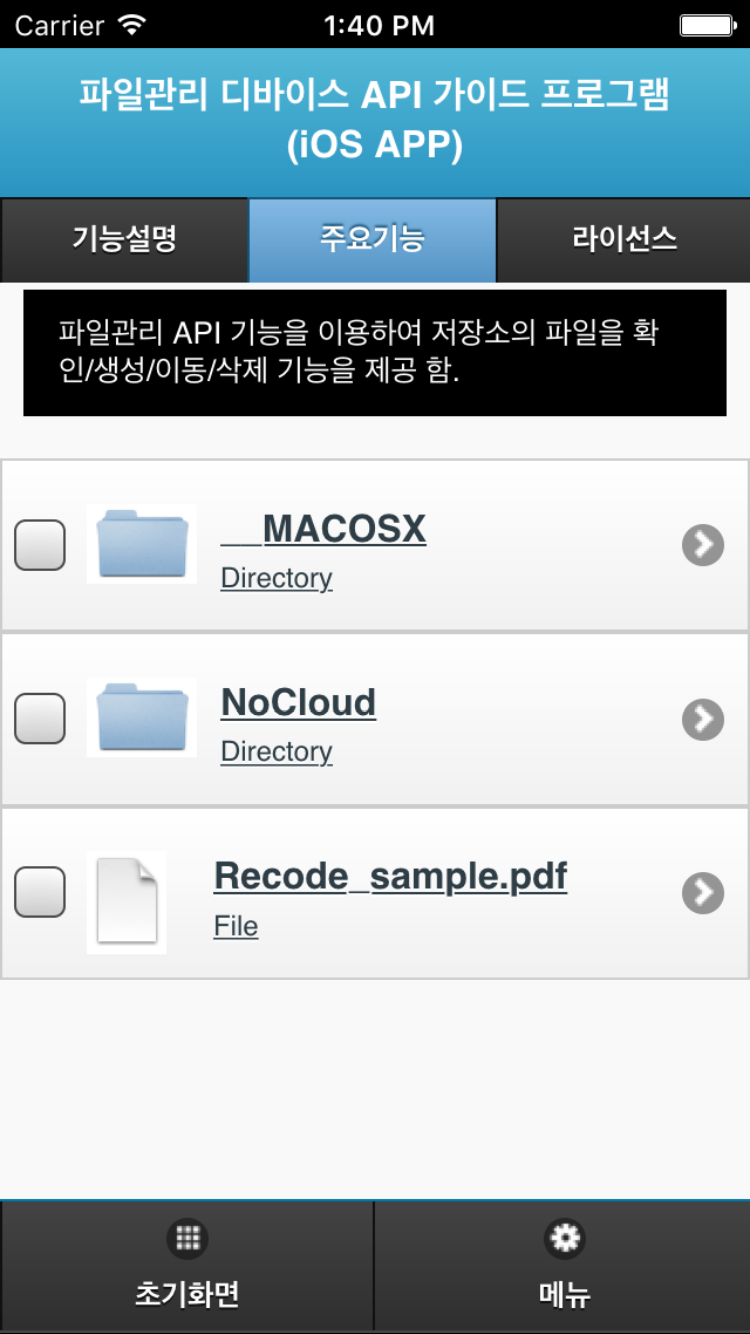 Carrier 1:40 PM
파일관리 디바이스 API 가이드 프로그램
(iOS APP)
기능설명 주요기능 라이선스
파일관리 API 기능을 이용하여 저장소의 파일을 확
인/생성/이동/삭제 기능을 제공 함.
__MACOSX
Directory
NoCloud
Directory
Recode_sample.pdf
File
초기화면 메뉴